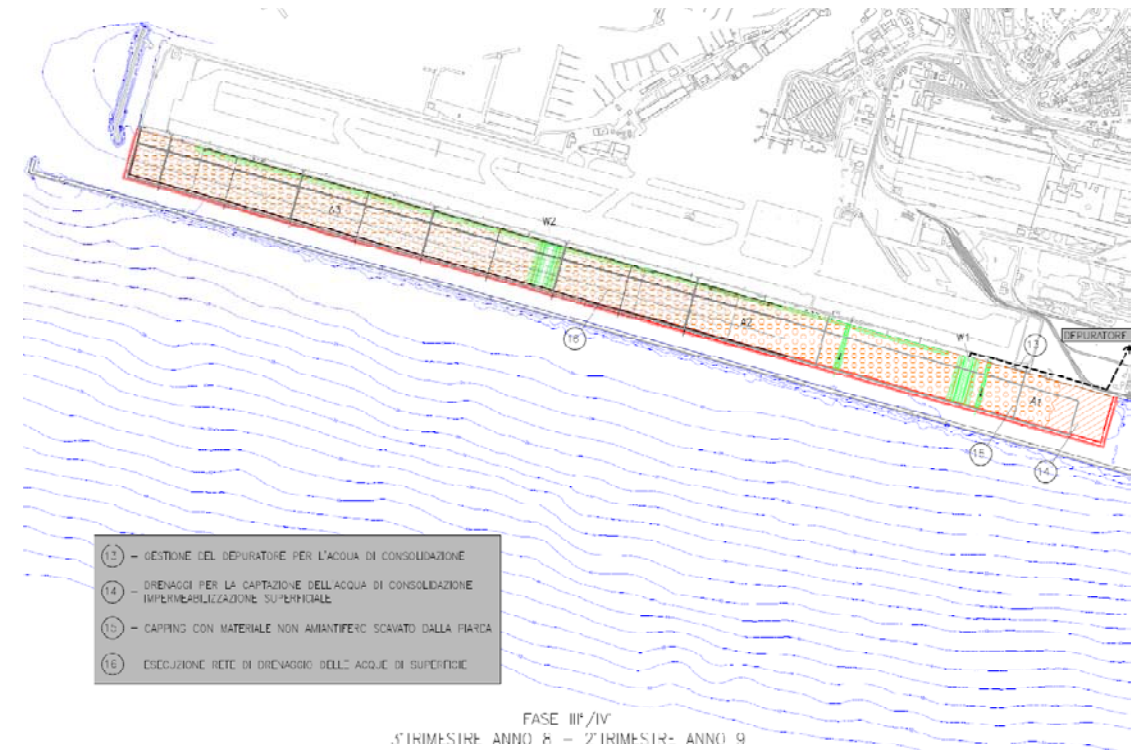 W2
A3
16
A2
W1
13
DEPURATORE
A1
15
14
13 - GESTIONE DEL DEPURATORE PER L'ACQUA DI CONSOLIDAZIONE
14 - DRENAGGI PER LA CAPTAZIONE DELL'ACQUA DI CONSOLIDAZIONE
IMPERMEABILIZZAZIONE SUPERFICIALE
15 - CAPPING CON MATERIALE NON AMIANTIFERO SCAVATO DALLA
16 ESECUZIONE RETE DI DRENAGGIO DELLE ACQUE DI SUPERFICIE
FASE III°/IV°
3°TRIMESTRE ANNO 8 - 2°TRIMESTRE ANNO 9